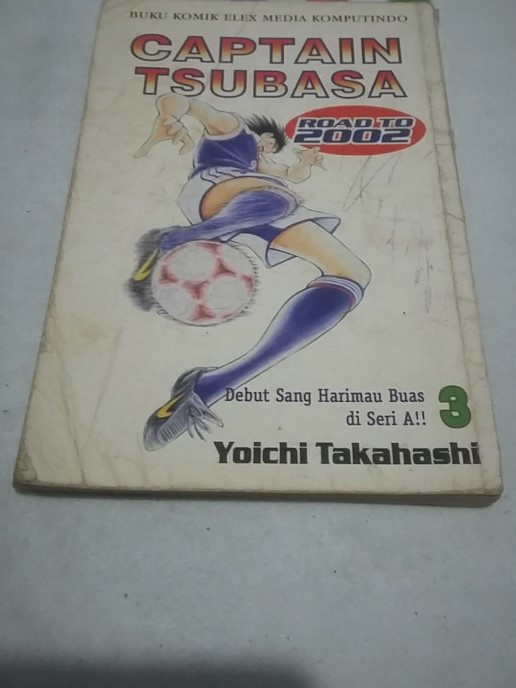 BUKU KOMIK ELEX MEDIA KOMPUTINDO
CAPTAIN
TSUBASA
ROAD TO
2002
Debut Sang Harimau Buas
di Seri A!!
3
Yoichi Takahashi